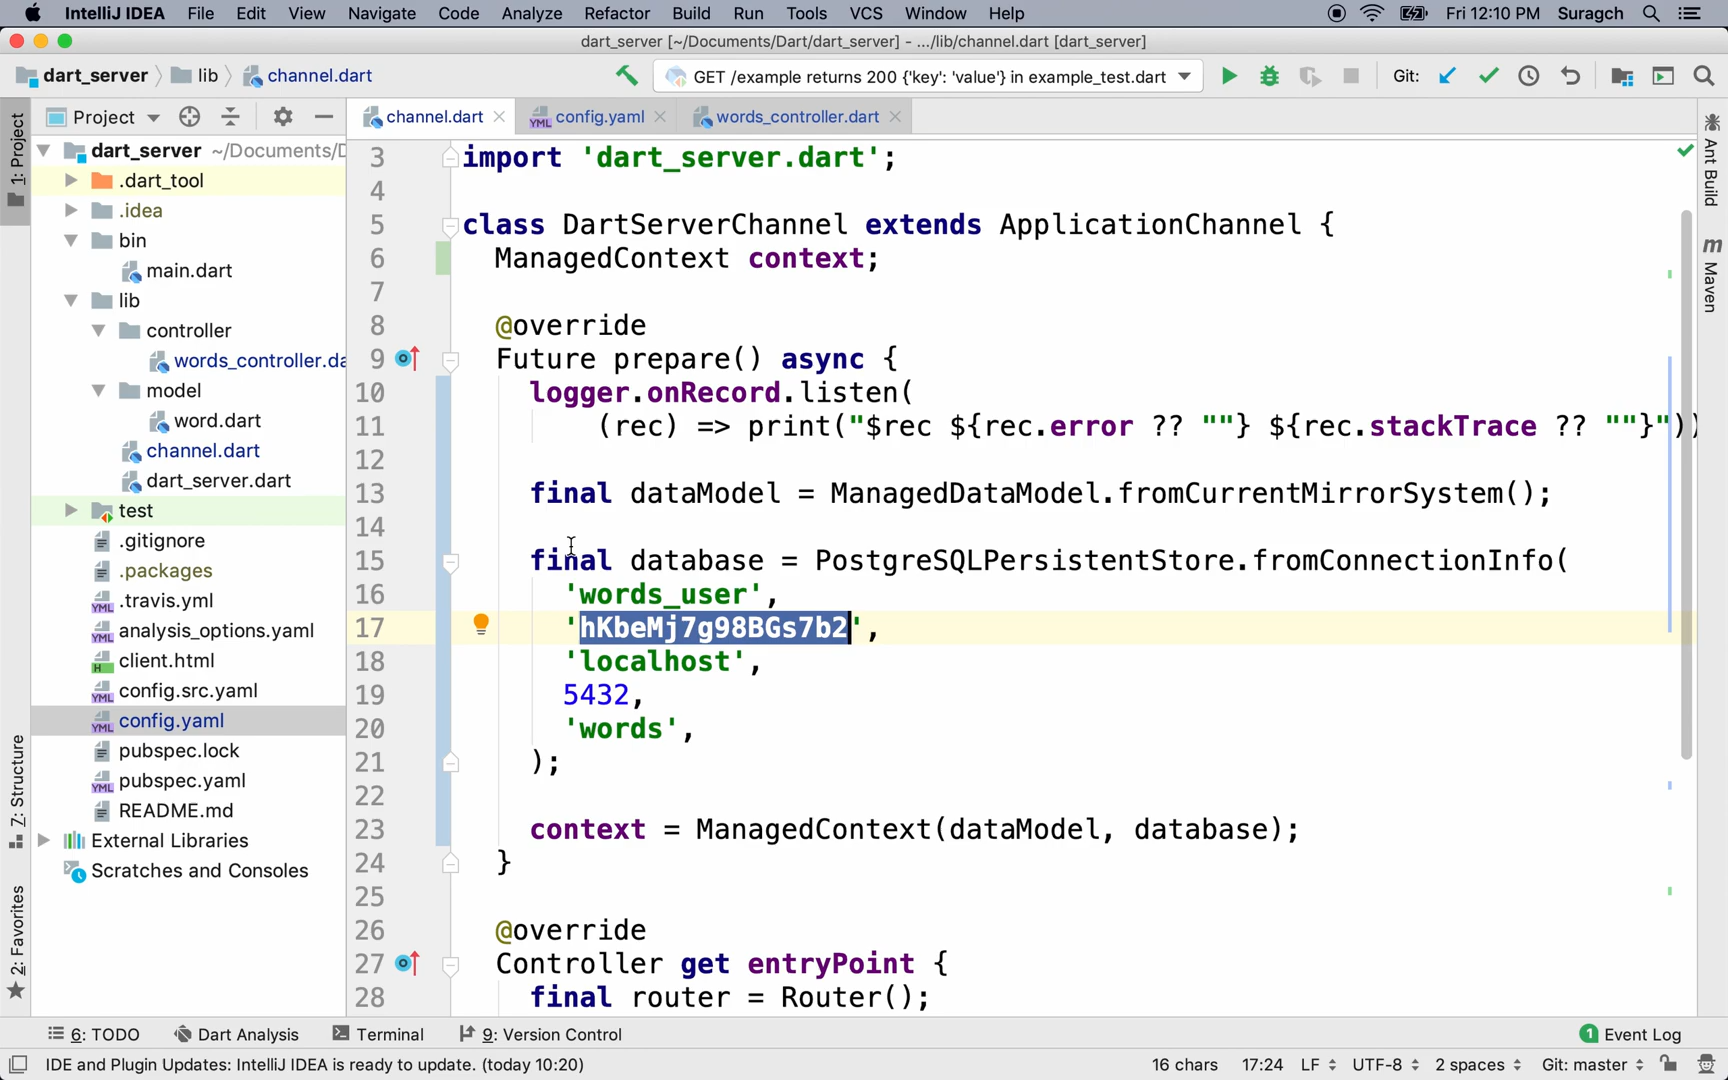 IntelliJ IDEA File Edit View Navigate Code Analyze Refactor Build Run Tools VCS Window Help Fri 12:10 PM Suragch
dart_server [~/Documents/Dart/dart_server] - .../lib/channel.dart [dart_server]
dart_server lib channel.dart GET /example returns 200 {'key': 'value'} in example_test.dart Git:
Project channel.dart config.yaml words_controller.dart
1: Project
Z: Structure
2: Favorites
dart_server ~/Documents/D
.dart_tool
.idea
bin
main.dart
lib
controller
words_controller.da
model
word.dart
channel.dart
dart_server.dart
test
.gitignore
.packages
.travis.yml
analysis_options.yaml
client.html
config.src.yaml
config.yaml
pubspec.lock
pubspec.yaml
README.md
External Libraries
Scratches and Consoles
3 import 'dart_server.dart';
4
5 class DartServerChannel extends ApplicationChannel {
6 ManagedContext context;
7
8 @override
9 Future prepare() async {
10 logger.onRecord.listen(
11 (rec) => print("$rec ${rec.error ?? ""} ${rec.stackTrace ?? ""}"))
12
13 final dataModel = ManagedDataModel.fromCurrentMirrorSystem();
14
15 final database = PostgreSQLPersistentStore.fromConnectionInfo(
16 'words_user',
17 'hKbeMj7g98BGs7b2',
18 'localhost',
19 5432,
20 'words',
21 );
22
23 context = ManagedContext(dataModel, database);
24 }
25
26 @override
27 Controller get entryPoint {
28 final router = Router();
Ant Build
m Maven
6: TODO Dart Analysis Terminal 9: Version Control 1 Event Log
IDE and Plugin Updates: IntelliJ IDEA is ready to update. (today 10:20) 16 chars 17:24 LF UTF-8 2 spaces Git: master